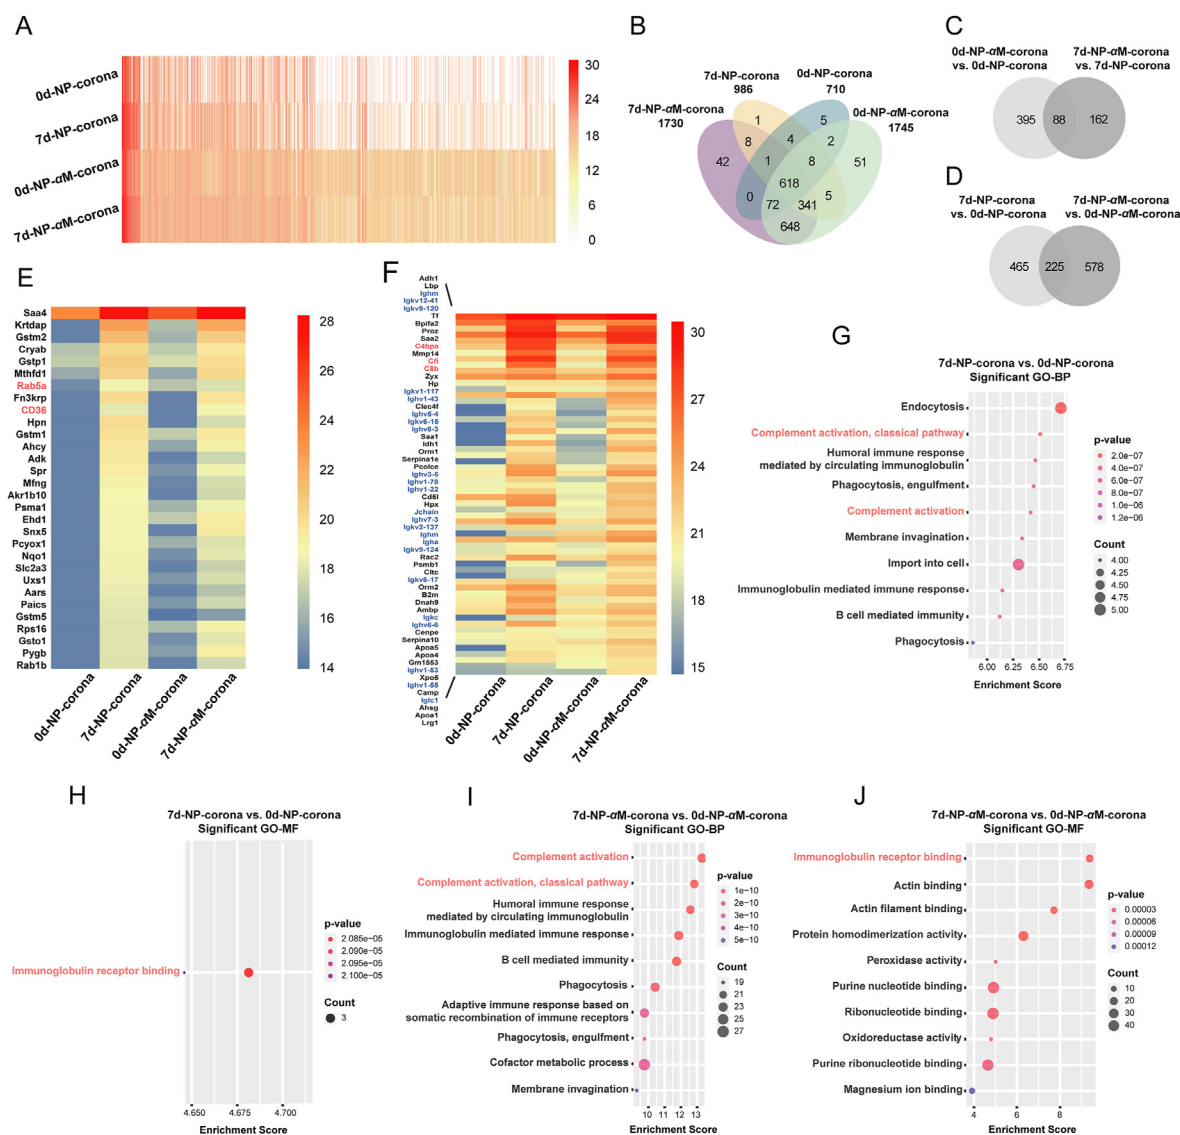 A
0d-NP-corona
7d-NP-corona
0d-NP-αM-corona
7d-NP-αM-corona
30
24
18
12
6
0
B
7d-NP-corona
986
0d-NP-corona
710
7d-NP-αM-corona
1730
0d-NP-αM-corona
1745
1
5
8
4
2
42
1
8
51
618
0
72
341
5
648
C
0d-NP-αM-corona
vs. 0d-NP-corona
7d-NP-αM-corona
vs. 7d-NP-corona
395
88
162
D
7d-NP-corona
vs. 0d-NP-corona
7d-NP-αM-corona
vs. 0d-NP-αM-corona
465
225
578
E
Saa4
Krtdap
Gstm2
Cryab
Gstp1
Mthfd1
Rab5a
Fn3krp
CD36
Hpn
Gstm1
Ahcy
Adk
Spr
Mfng
Akr1b10
Psma1
Ehd1
Snx5
Pcyox1
Nqo1
Slc2a3
Uxs1
Aars
Paics
Gstm5
Rps16
Gsto1
Pygb
Rab1b
0d-NP-corona
7d-NP-corona
0d-NP-αM-corona
7d-NP-αM-corona
28
26
24
22
20
18
16
14
F
Adh1
Lbp
Ighm
Igkv12-41
Igkv9-120
Tf
Bpifa2
Proz
Saa2
C4bpa
Mmp14
Cfi
C8b
Zyx
Hp
Igkv1-117
Ighv1-43
Clec4f
Ighv5-4
Igkv6-15
Ighv6-3
Saa1
Idh1
Orm1
Serpina1e
Pcolce
Ighv3-5
Ighv1-78
Ighv1-22
Cd5l
Hpx
Jchain
Ighv7-3
Igkv2-137
Ighm
Igha
Igkv9-124
Rac2
Psmb1
Cltc
Igkv6-17
Orm2
B2m
Dnah9
Ambp
Igkc
Ighv6-6
Cenpe
Serpina10
Apoa5
Apoa4
Gm1553
Ighv1-53
Xpo5
Ighv1-55
Camp
Iglc1
Ahsg
Apoa1
Lrg1
0d-NP-corona
7d-NP-corona
0d-NP-αM-corona
7d-NP-αM-corona
30
27
24
21
18
15
G
7d-NP-corona vs. 0d-NP-corona
Significant GO-BP
Endocytosis
Complement activation, classical pathway
Humoral immune response
mediated by circulating immunoglobulin
Phagocytosis, engulfment
Complement activation
Membrane invagination
Import into cell
Immunoglobulin mediated immune response
B cell mediated immunity
Phagocytosis
6.00 6.25 6.50 6.75
Enrichment Score
p-value
2.0e-07
4.0e-07
6.0e-07
8.0e-07
1.0e-06
1.2e-06
Count
4.00
4.25
4.50
4.75
5.00
H
7d-NP-corona vs. 0d-NP-corona
Significant GO-MF
Immunoglobulin receptor binding
4.650 4.675 4.700
Enrichment Score
p-value
2.085e-05
2.090e-05
2.095e-05
2.100e-05
Count
3
I
7d-NP-αM-corona vs. 0d-NP-αM-corona
Significant GO-BP
Complement activation
Complement activation, classical pathway
Humoral immune response
mediated by circulating immunoglobulin
Immunoglobulin mediated immune response
B cell mediated immunity
Phagocytosis
Adaptive immune response based on
somatic recombination of immune receptors
Phagocytosis, engulfment
Cofactor metabolic process
Membrane invagination
10 11 12 13
Enrichment Score
p-value
1e-10
2e-10
3e-10
4e-10
5e-10
Count
19
21
23
25
27
J
7d-NP-αM-corona vs. 0d-NP-αM-corona
Significant GO-MF
Immunoglobulin receptor binding
Actin binding
Actin filament binding
Protein homodimerization activity
Peroxidase activity
Purine nucleotide binding
Ribonucleotide binding
Oxidoreductase activity
Purine ribonucleotide binding
Magnesium ion binding
4 6 8
Enrichment Score
p-value
0.00003
0.00006
0.00009
0.00012
Count
10
20
30
40